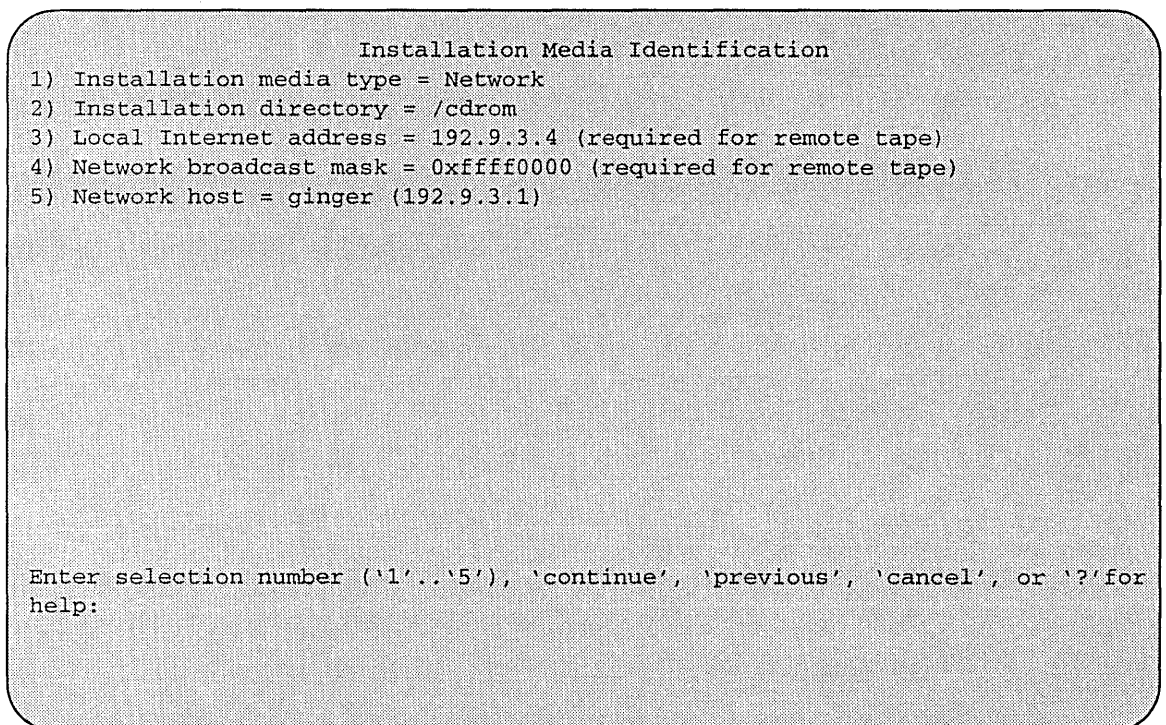 Installation Media Identification
1) Installation media type = Network
2) Installation directory = /cdrom
3) Local Internet address = 192.9.3.4 (required for remote tape)
4) Network broadcast mask = 0xffff0000 (required for remote tape)
5) Network host = ginger (192.9.3.1)
Enter selection number (‘1’..‘5’), ‘continue’, ‘previous’, ‘cancel’, or ‘?’for
help: